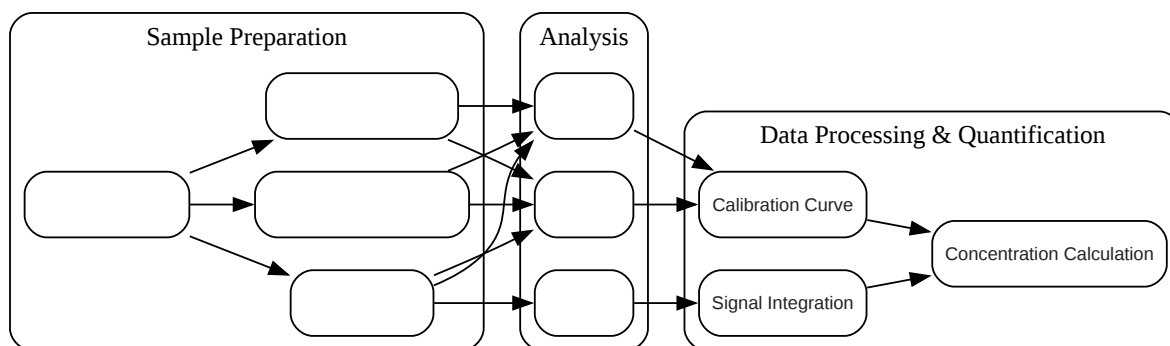 Sample Preparation
Analysis
Data Processing & Quantification
Calibration Curve
Concentration Calculation
Signal Integration